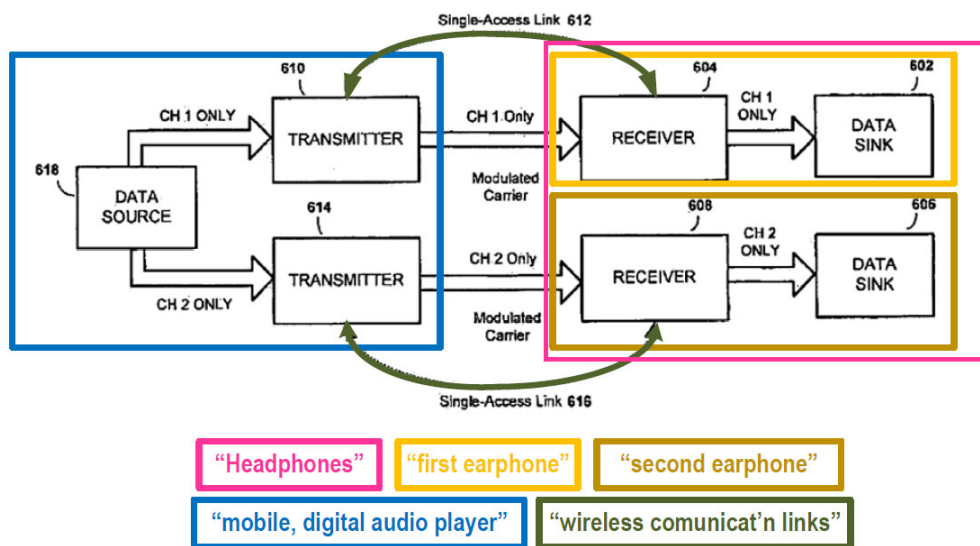 Single-Access Link 612
610
604
602
CH 1 ONLY
TRANSMITTER
CH 1 Only
RECEIVER
CH 1
ONLY
DATA
SINK
618
DATA
SOURCE
Modulated
Carrier
614
608
606
CH 2 ONLY
TRANSMITTER
CH 2 Only
RECEIVER
CH 2
ONLY
DATA
SINK
Modulated
Carrier
Single-Access Link 616
“Headphones”
“first earphone”
“second earphone”
“mobile, digital audio player”
“wireless comunicat’n links”